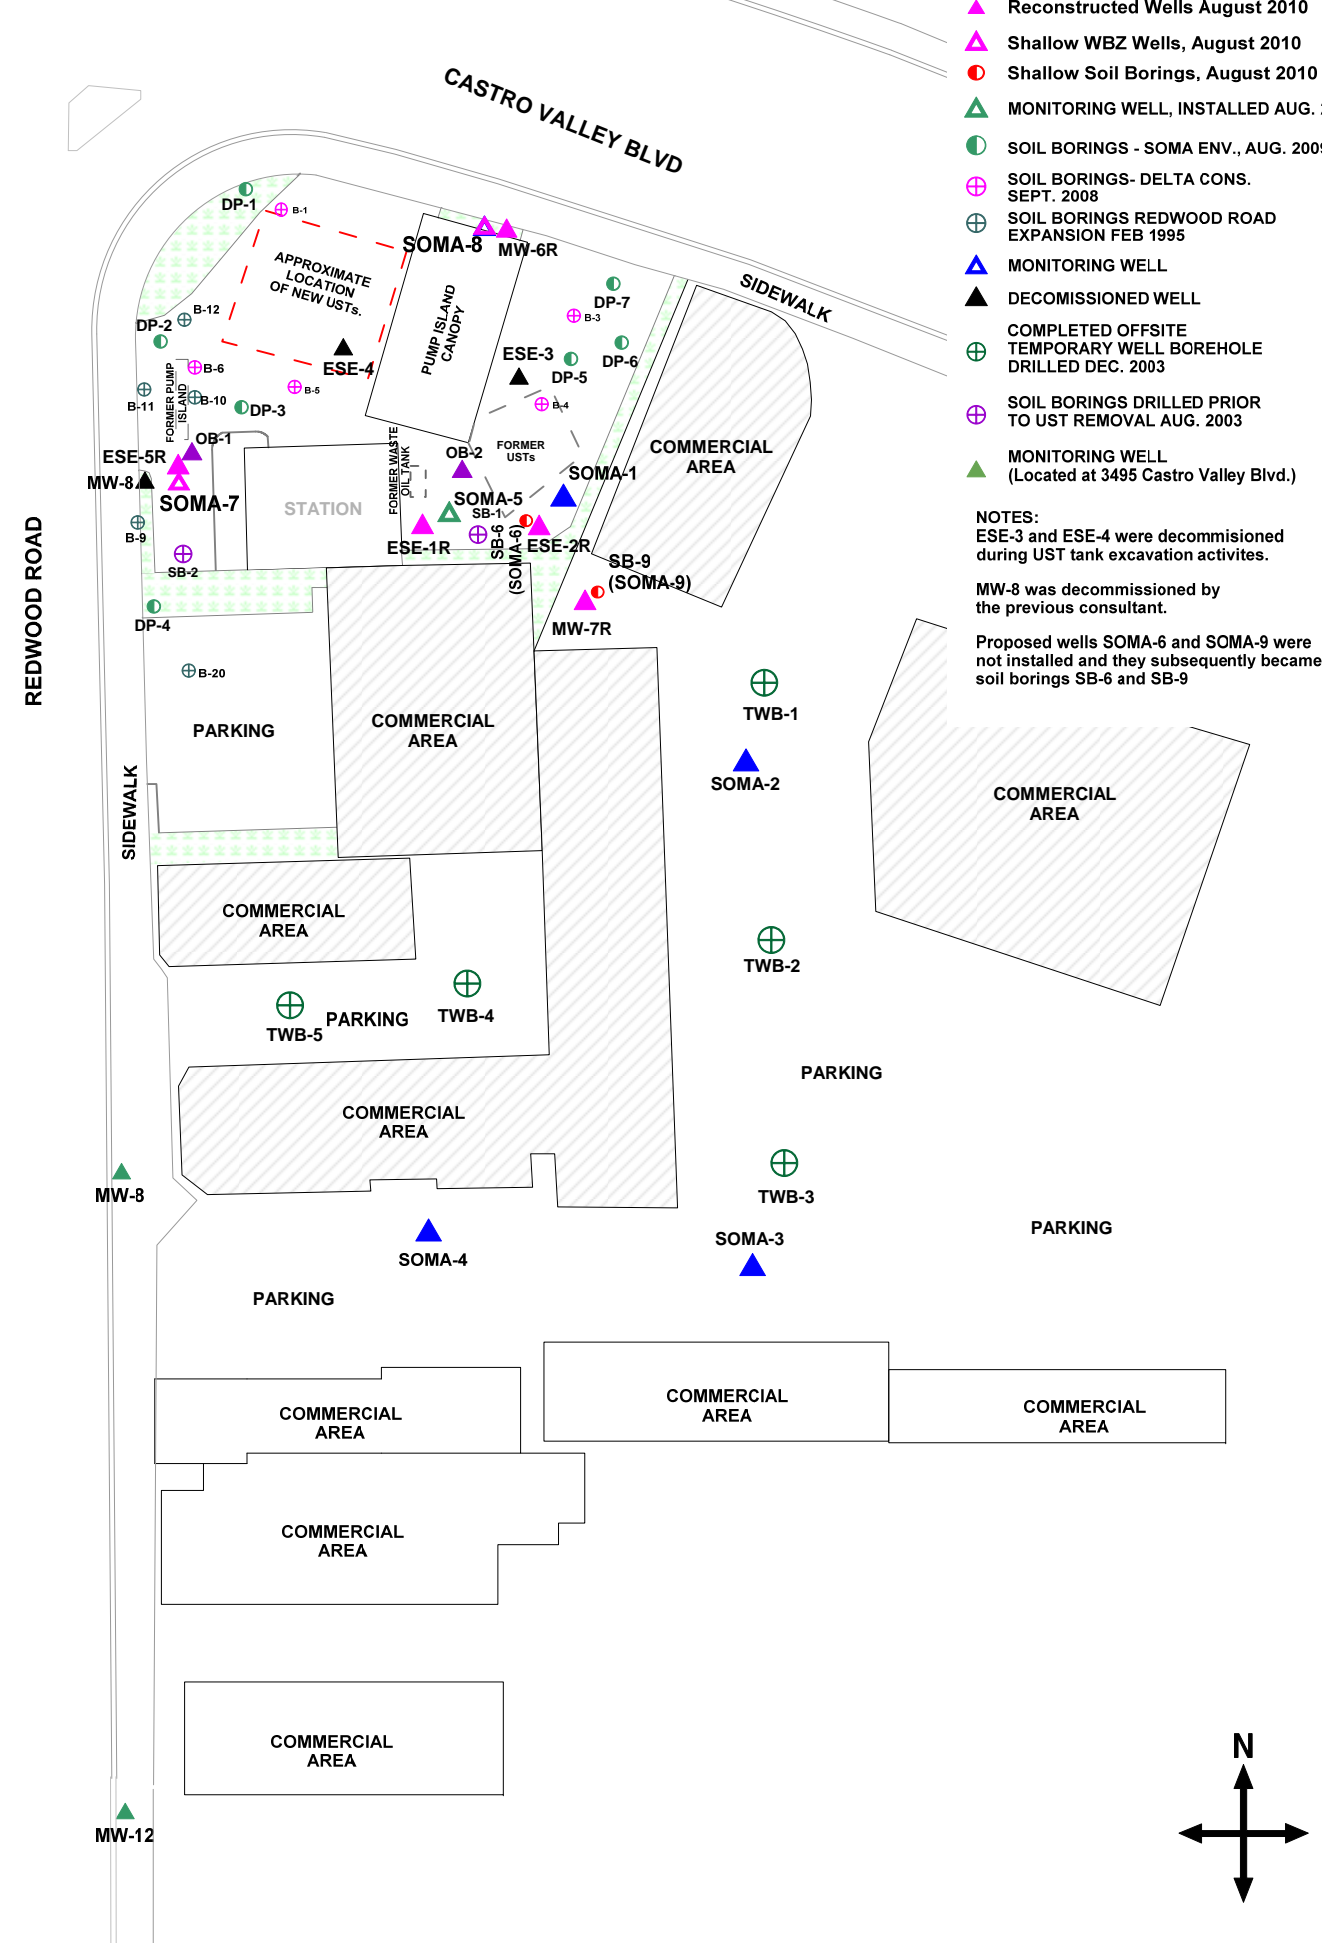 Reconstructed Wells August 2010
Shallow WBZ Wells, August 2010
Shallow Soil Borings, August 2010
MONITORING WELL, INSTALLED AUG.
SOIL BORINGS - SOMA ENV., AUG. 2009
SOIL BORINGS- DELTA CONS.
SEPT. 2008
SOIL BORINGS REDWOOD ROAD
EXPANSION FEB 1995
MONITORING WELL
DECOMISSIONED WELL
COMPLETED OFFSITE
TEMPORARY WELL BOREHOLE
DRILLED DEC. 2003
SOIL BORINGS DRILLED PRIOR
TO UST REMOVAL AUG. 2003
MONITORING WELL
(Located at 3495 Castro Valley Blvd.)
NOTES:
ESE-3 and ESE-4 were decommisioned
during UST tank excavation activites.
MW-8 was decommissioned by
the previous consultant.
Proposed wells SOMA-6 and SOMA-9 were
not installed and they subsequently became
soil borings SB-6 and SB-9
CASTRO VALLEY BLVD
SIDEWALK
DP-1
B-1
APPROXIMATE
LOCATION
OF NEW USTs.
SOMA-8
MW-6R
PUMP ISLAND
CANOPY
DP-7
B-3
DP-6
DP-5
ESE-3
B-4
B-12
DP-2
ESE-4
B-6
B-5
B-11
B-10
DP-3
FORMER PUMP
ISLAND
OB-1
ESE-5R
MW-8
SOMA-7
B-9
SB-2
DP-4
STATION
FORMER WASTE
OIL TANK
OB-2
FORMER
USTs
SOMA-1
SOMA-5
SB-1
ESE-1R
SB-6
(SOMA-6)
ESE-2R
SB-9
(SOMA-9)
MW-7R
COMMERCIAL
AREA
REDWOOD ROAD
B-20
PARKING
SIDEWALK
COMMERCIAL
AREA
TWB-1
SOMA-2
COMMERCIAL
AREA
COMMERCIAL
AREA
TWB-2
TWB-5
PARKING
TWB-4
PARKING
COMMERCIAL
AREA
MW-8
TWB-3
SOMA-4
SOMA-3
PARKING
PARKING
COMMERCIAL
AREA
COMMERCIAL
AREA
COMMERCIAL
AREA
COMMERCIAL
AREA
COMMERCIAL
AREA
MW-12
N